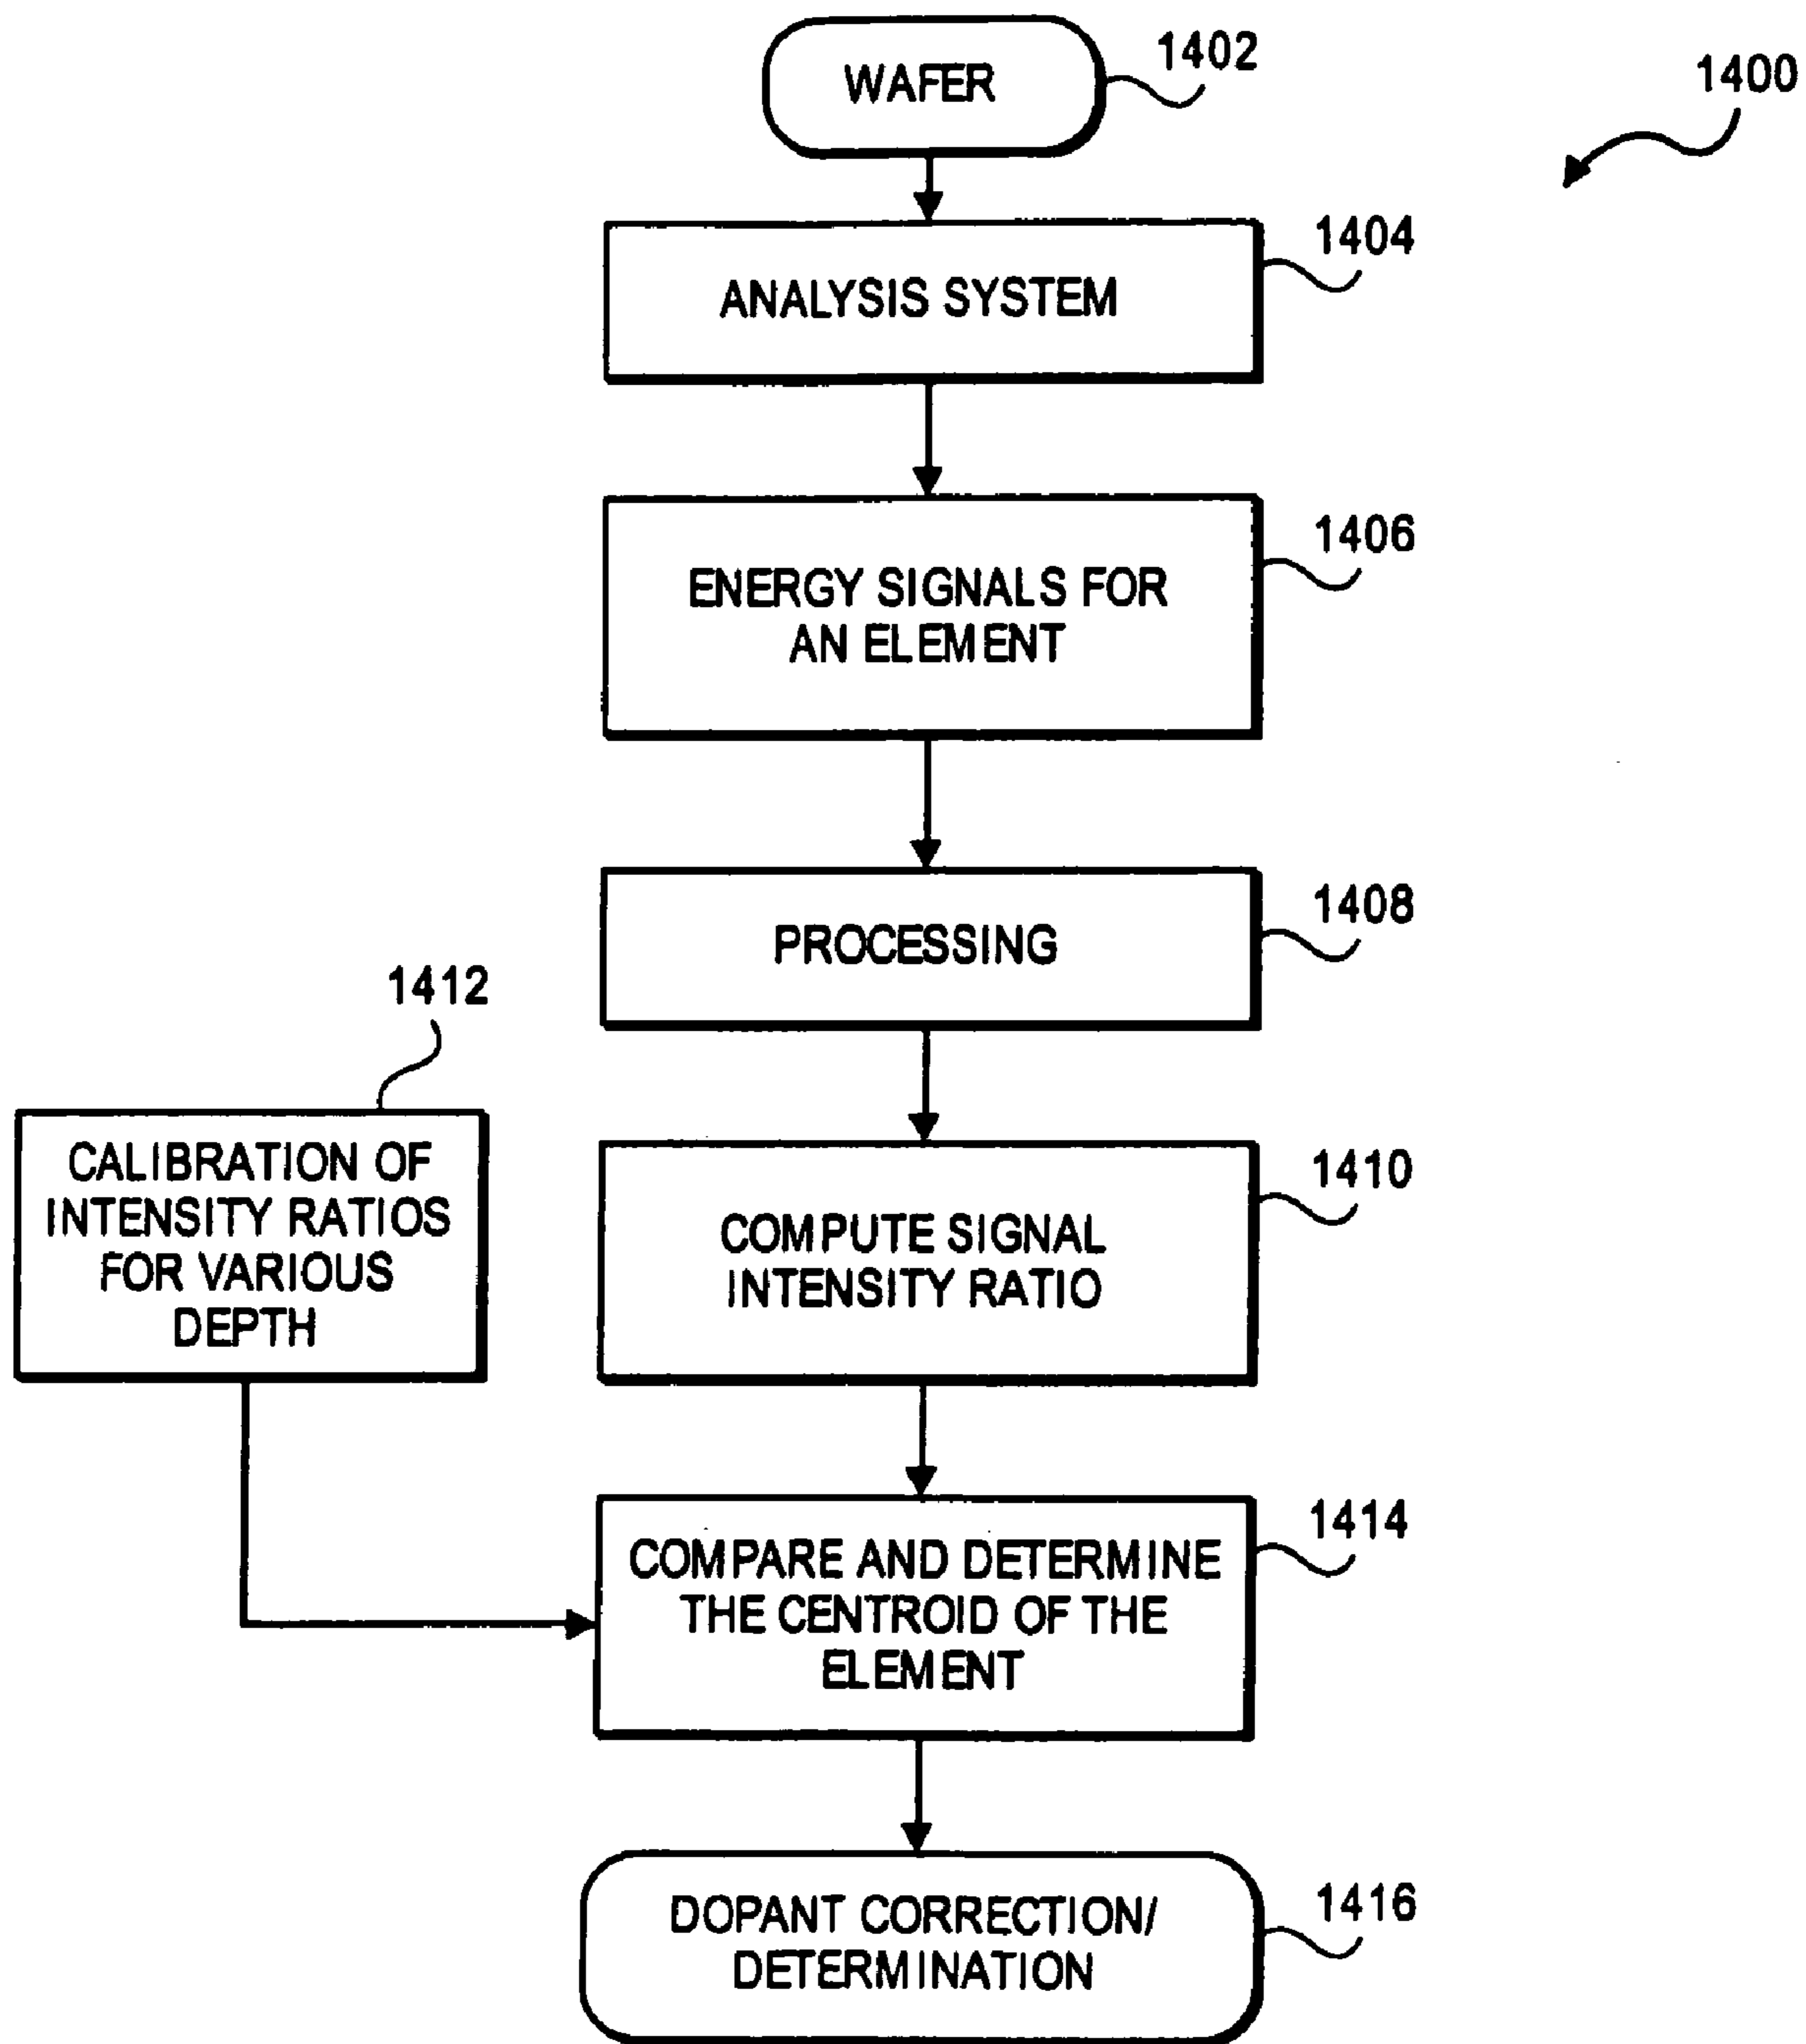 WAFER
1402
1400
ANALYSIS SYSTEM
1404
ENERGY SIGNALS FOR
AN ELEMENT
1406
PROCESSING
1408
1412
CALIBRATION OF
INTENSITY RATIOS
FOR VARIOUS
DEPTH
COMPUTE SIGNAL
INTENSITY RATIO
1410
COMPARE AND DETERMINE
THE CENTROID OF THE
ELEMENT
1414
DOPANT CORRECTION/
DETERMINATION
1416